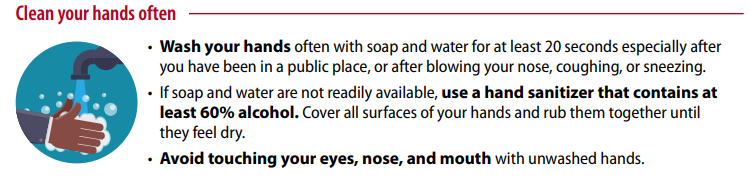 Clean your hands often
• Wash your hands often with soap and water for at least 20 seconds especially after
you have been in a public place, or after blowing your nose, coughing, or sneezing.
• If soap and water are not readily available, use a hand sanitizer that contains at
least 60% alcohol. Cover all surfaces of your hands and rub them together until
they feel dry.
• Avoid touching your eyes, nose, and mouth with unwashed hands.